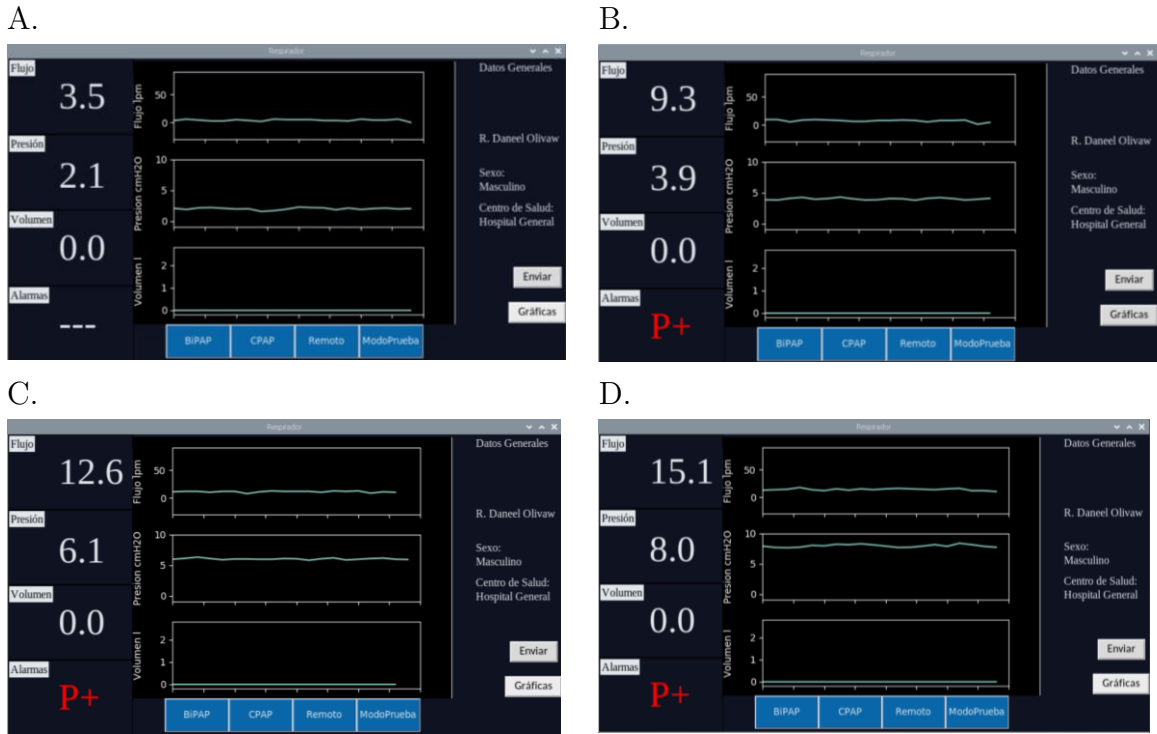 A.
Respirador
Flujo
3.5
Presión
2.1
Volumen
0.0
Alarmas
---
Flujo lpm
50
0
Presion cmH2O
10
5
0
Volumen l
2
1
0
BiPAP
CPAP
Remoto
ModoPrueba
Datos Generales
R. Daneel Olivaw
Sexo:
Masculino
Centro de Salud:
Hospital General
Enviar
Gráficas
B.
Flujo
9.3
Presión
3.9
Volumen
0.0
Alarmas
P+
Flujo lpm
50
0
Presion cmH2O
10
5
0
Volumen l
2
1
0
BiPAP
CPAP
Remoto
ModoPrueba
Datos Generales
R. Daneel Olivaw
Sexo:
Masculino
Centro de Salud:
Hospital General
Enviar
Gráficas
C.
Respirador
Flujo
12.6
Presión
6.1
Volumen
0.0
Alarmas
P+
Flujo lpm
50
0
Presion cmH2O
10
5
0
Volumen l
2
1
0
BiPAP
CPAP
Remoto
ModoPrueba
Datos Generales
R. Daneel Olivaw
Sexo:
Masculino
Centro de Salud:
Hospital General
Enviar
Gráficas
D.
Respirador
Flujo
15.1
Presión
8.0
Volumen
0.0
Alarmas
P+
Flujo lpm
50
0
Presion cmH2O
10
5
0
Volumen l
2
1
0
BiPAP
CPAP
Remoto
ModoPrueba
Datos Generales
R. Daneel Olivaw
Sexo:
Masculino
Centro de Salud:
Hospital General
Enviar
Gráficas